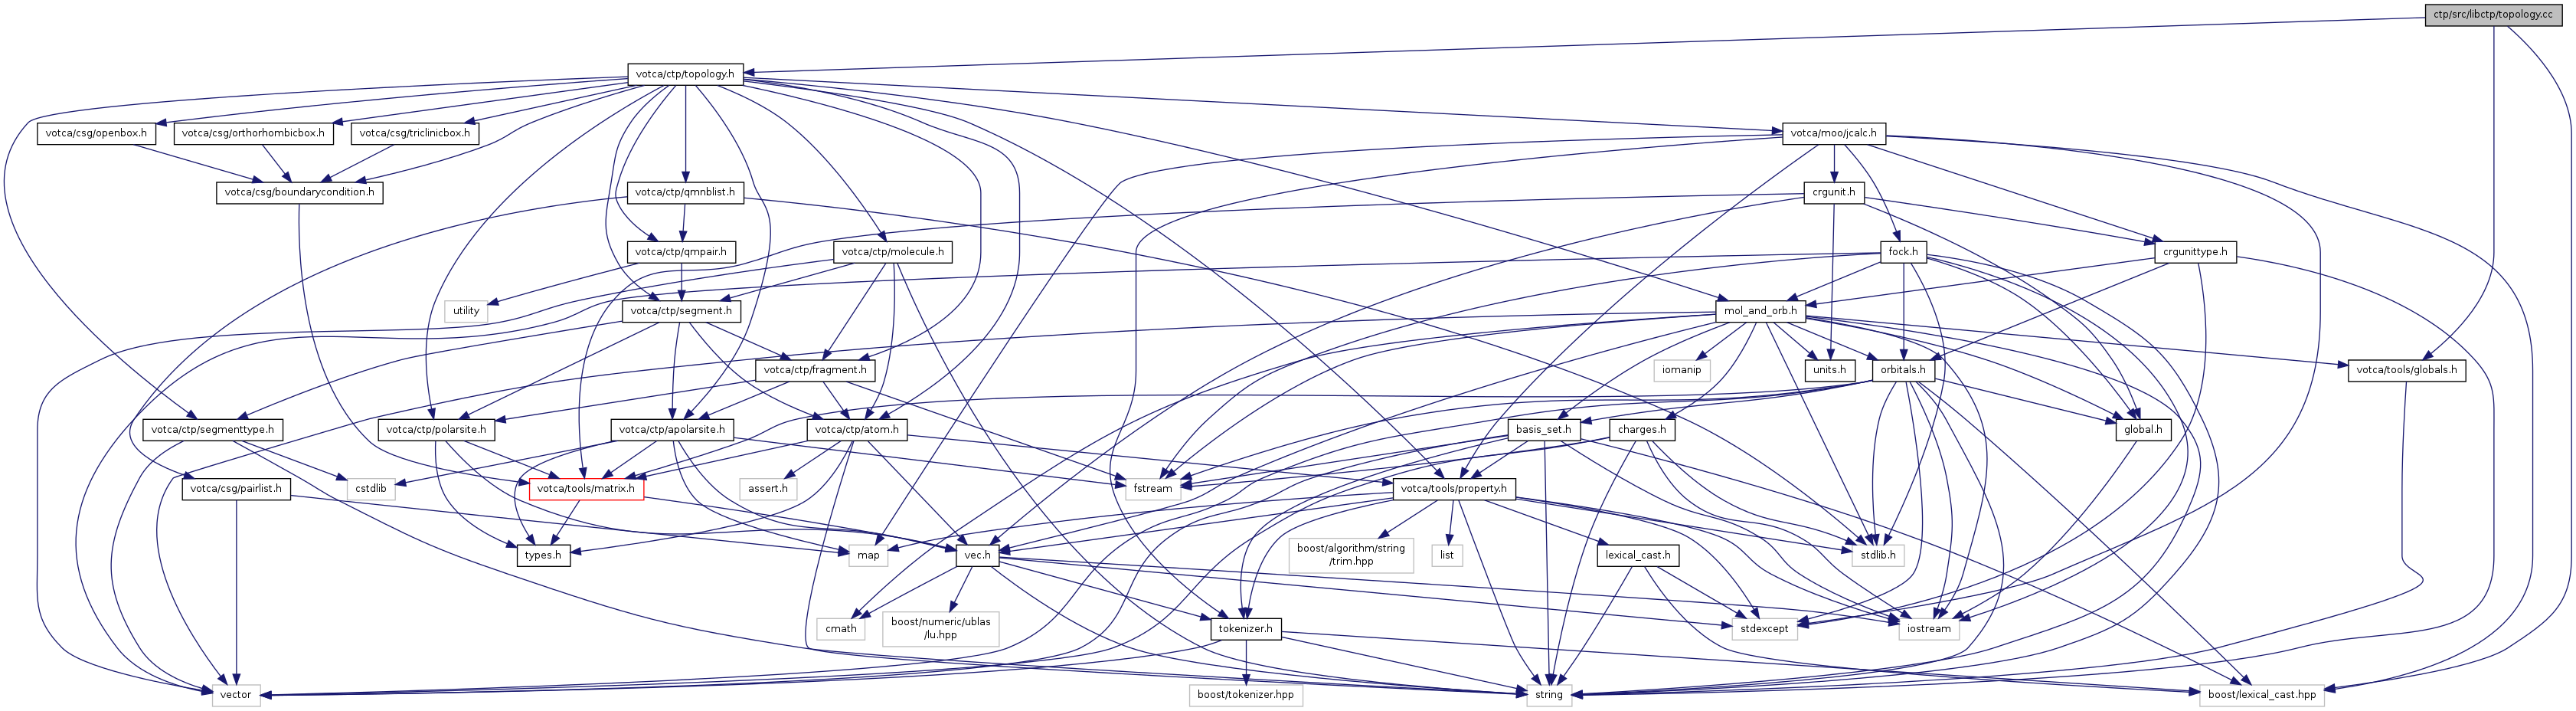 ctp/src/libctp/topology.cc
votca/ctp/topology.h
votca/csg/openbox.h
votca/csg/orthorhombicbox.h
votca/csg/triclinicbox.h
votca/moo/jcalc.h
votca/csg/boundarycondition.h
votca/ctp/qmnblist.h
crgunit.h
votca/ctp/qmpair.h
votca/ctp/molecule.h
fock.h
crgunittype.h
utility
votca/ctp/segment.h
mol_and_orb.h
votca/ctp/fragment.h
iomanip
units.h
orbitals.h
votca/tools/globals.h
votca/ctp/segmenttype.h
votca/ctp/polarsite.h
votca/ctp/apolarsite.h
votca/ctp/atom.h
basis_set.h
charges.h
global.h
votca/csg/pairlist.h
cstdlib
votca/tools/matrix.h
assert.h
fstream
votca/tools/property.h
types.h
map
vec.h
boost/algorithm/string
/trim.hpp
list
lexical_cast.h
stdlib.h
cmath
boost/numeric/ublas
/lu.hpp
tokenizer.h
stdexcept
iostream
vector
boost/tokenizer.hpp
string
boost/lexical_cast.hpp